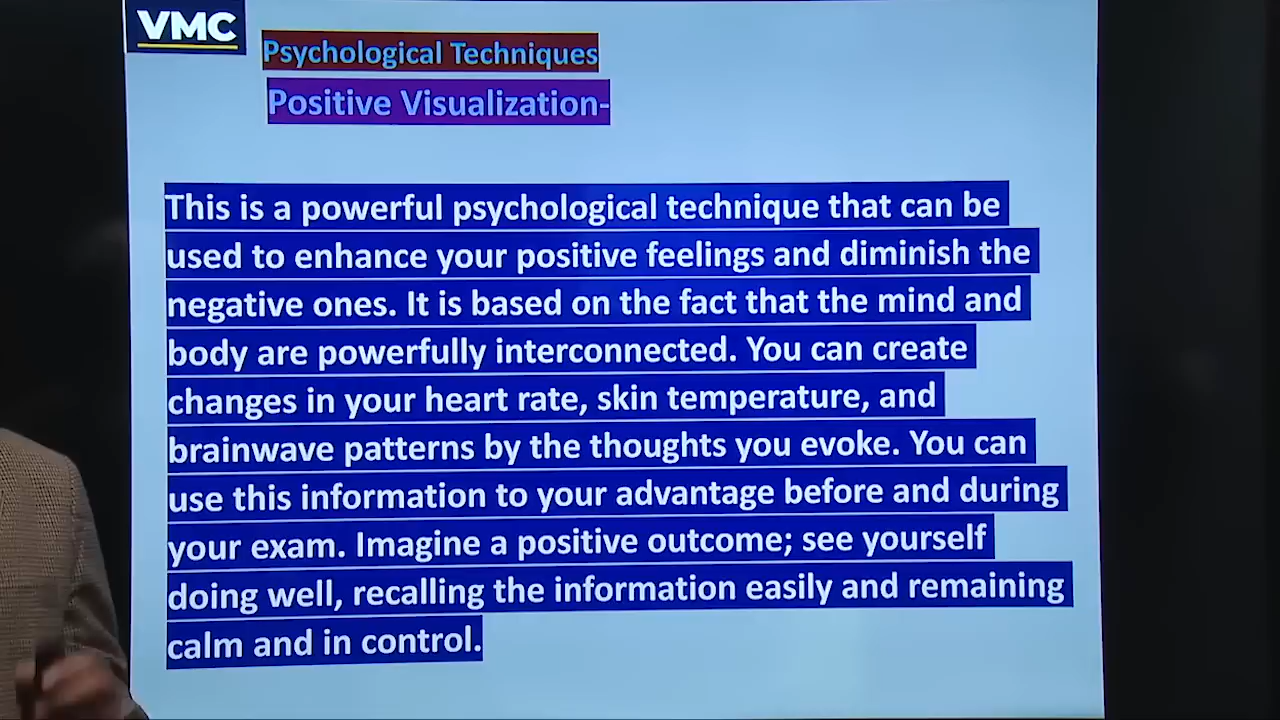 VMC
Psychological Techniques
Positive Visualization-
This is a powerful psychological technique that can be
used to enhance your positive feelings and diminish the
negative ones. It is based on the fact that the mind and
body are powerfully interconnected. You can create
changes in your heart rate, skin temperature, and
brainwave patterns by the thoughts you evoke. You can
use this information to your advantage before and during
your exam. Imagine a positive outcome; see yourself
doing well, recalling the information easily and remaining
calm and in control.